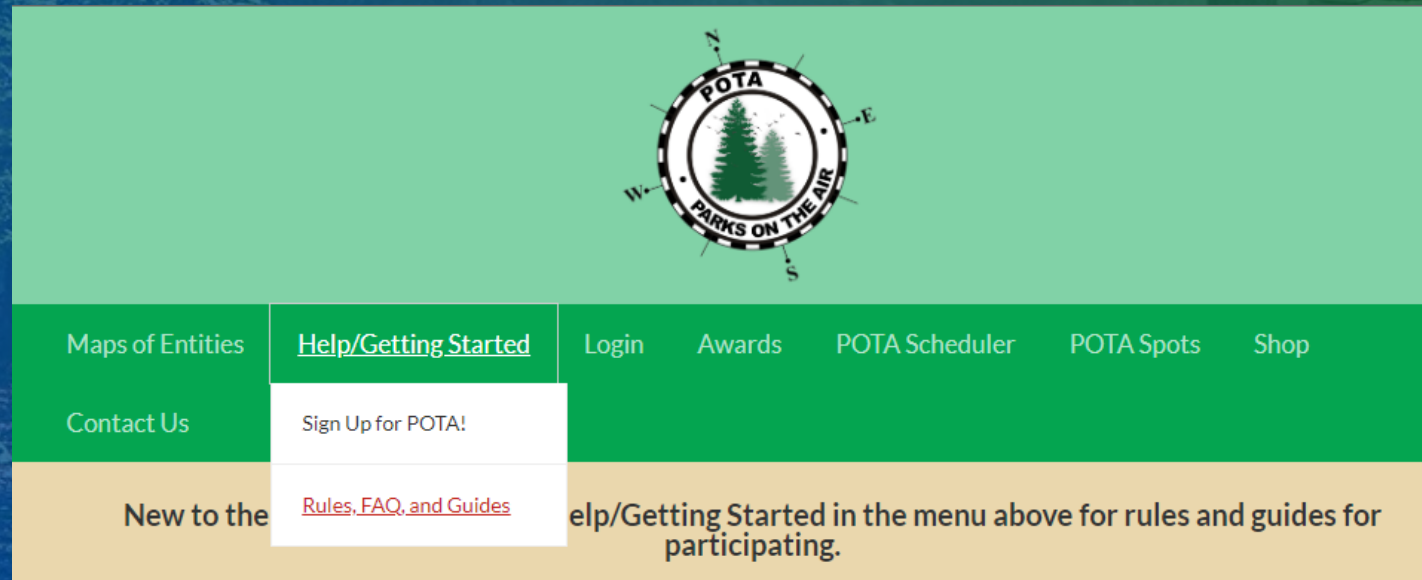 N
POTA
E
W
PARKS ON THE AIR
S
Maps of Entities Help/Getting Started Login Awards POTA Scheduler POTA Spots Shop
Contact Us
Sign Up for POTA!
Rules, FAQ, and Guides
New to the elp/Getting Started in the menu above for rules and guides for
participating.